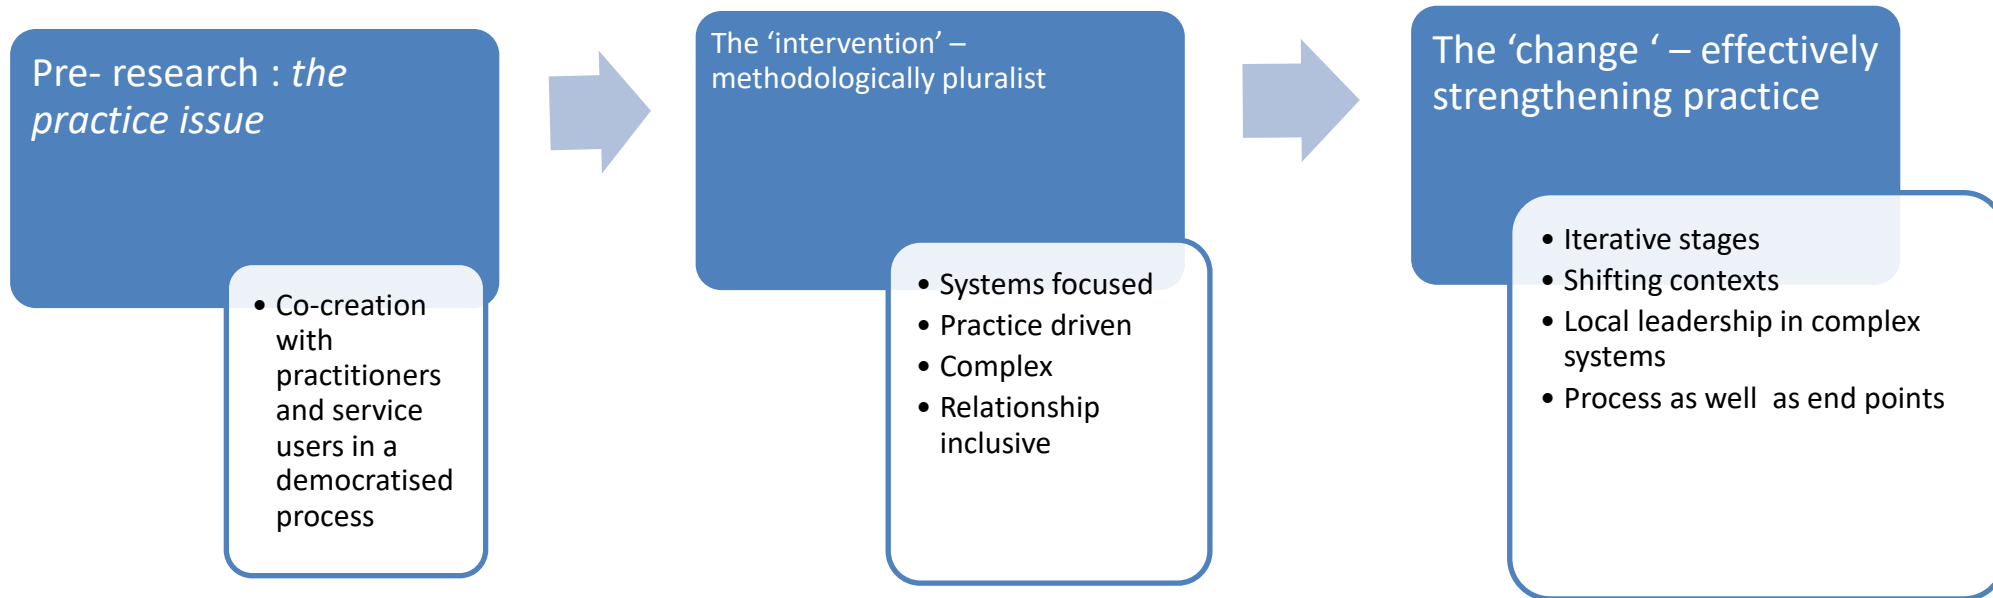 Pre- research : the
practice issue
• Co-creation
with
practitioners
and service
users in a
democratised
process
The ‘intervention’ –
methodologically pluralist
• Systems focused
• Practice driven
• Complex
• Relationship
inclusive
The ‘change ‘ – effectively
strengthening practice
• Iterative stages
• Shifting contexts
• Local leadership in complex
systems
• Process as well  as end points